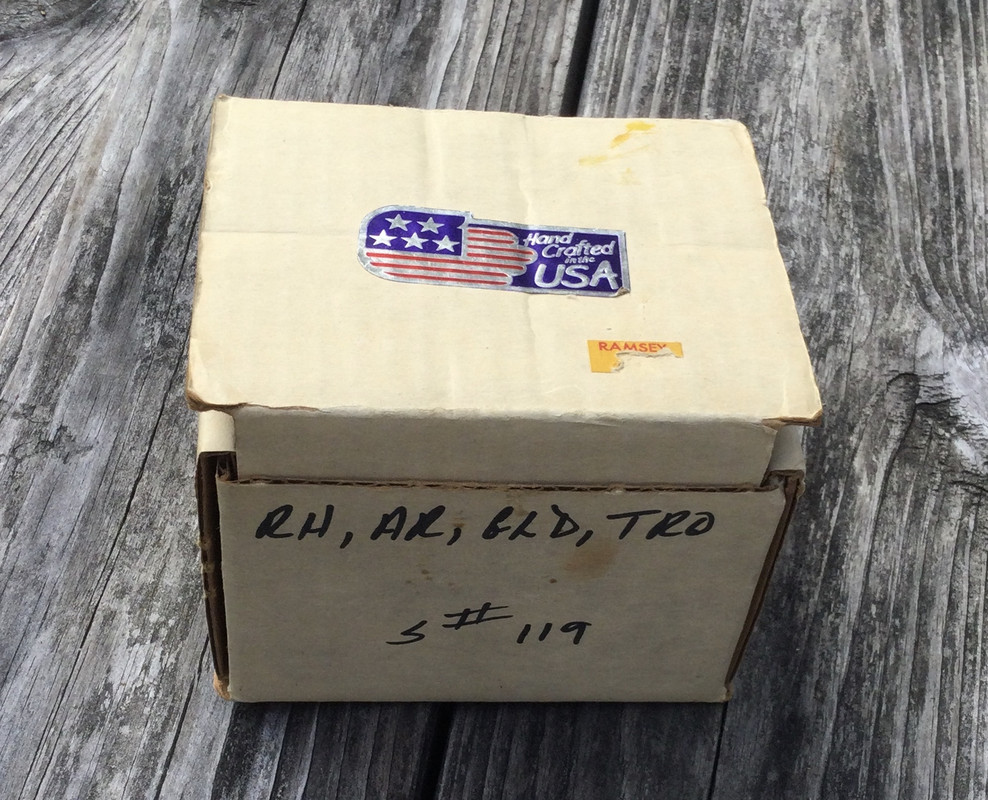 Hand
Crafted
in the
USA
RAMSEY
RH, AR, GLD, TRO
S# 119